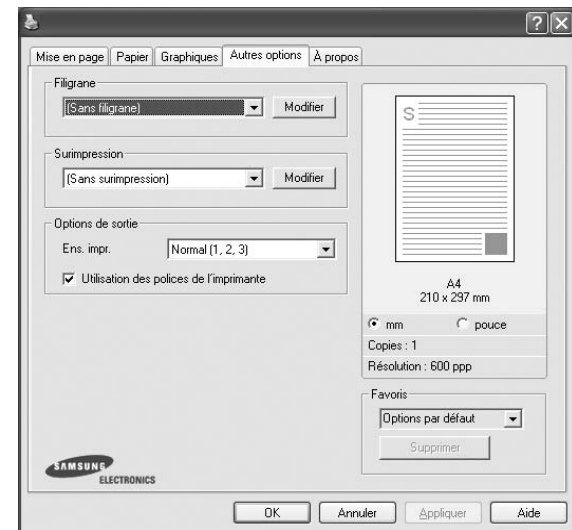 Mise en page Papier Graphiques Autres options À propos
Filigrane
(Sans filigrane) Modifier
Surimpression
(Sans surimpression) Modifier
Options de sortie
Ens. impr. Normal (1, 2, 3)
Utilisation des polices de l'imprimante
S
A4
210 x 297 mm
mm pouce
Copies : 1
Résolution : 600 ppp
Favoris
Options par défaut
Supprimer
SAMSUNG
ELECTRONICS
OK Annuler Appliquer Aide